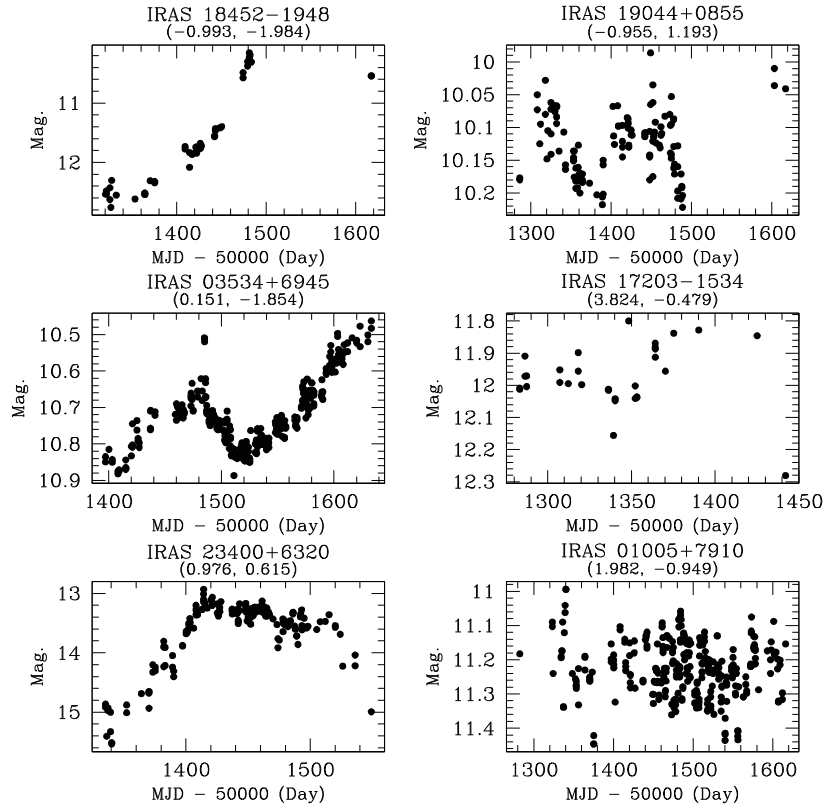 IRAS 18452−1948
(−0.993, −1.984)
11
12
Mag.
1400 1500 1600
MJD − 50000 (Day)
IRAS 19044+0855
(−0.955, 1.193)
10
10.05
10.1
10.15
10.2
Mag.
1300 1400 1500 1600
MJD − 50000 (Day)
IRAS 03534+6945
(0.151, −1.854)
10.5
10.6
10.7
10.8
10.9
Mag.
1400 1500 1600
MJD − 50000 (Day)
IRAS 17203−1534
(3.824, −0.479)
11.8
11.9
12
12.1
12.2
12.3
Mag.
1300 1350 1400 1450
MJD − 50000 (Day)
IRAS 23400+6320
(0.976, 0.615)
13
14
15
Mag.
1400 1500
MJD − 50000 (Day)
IRAS 01005+7910
(1.982, −0.949)
11
11.1
11.2
11.3
11.4
Mag.
1300 1400 1500 1600
MJD − 50000 (Day)